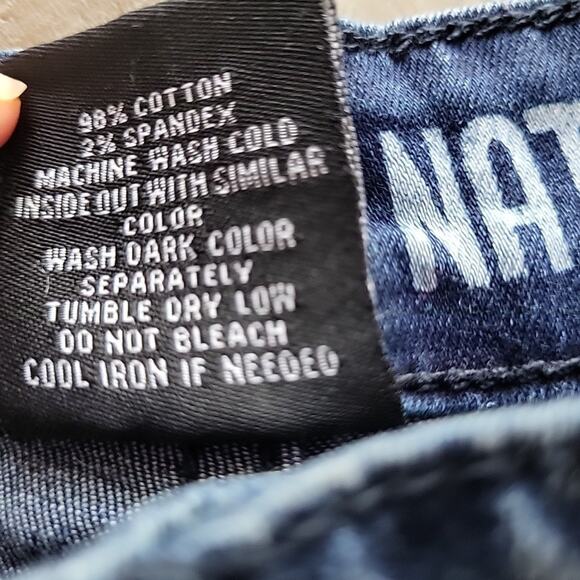 98% COTTON
2% SPANDEX
MACHINE WASH COLD
INSIDE OUT WITH SIMILAR
COLOR
WASH DARK COLOR
SEPARATELY
TUMBLE DRY LOW
DO NOT BLEACH
COOL IRON IF NEEDED
NAT